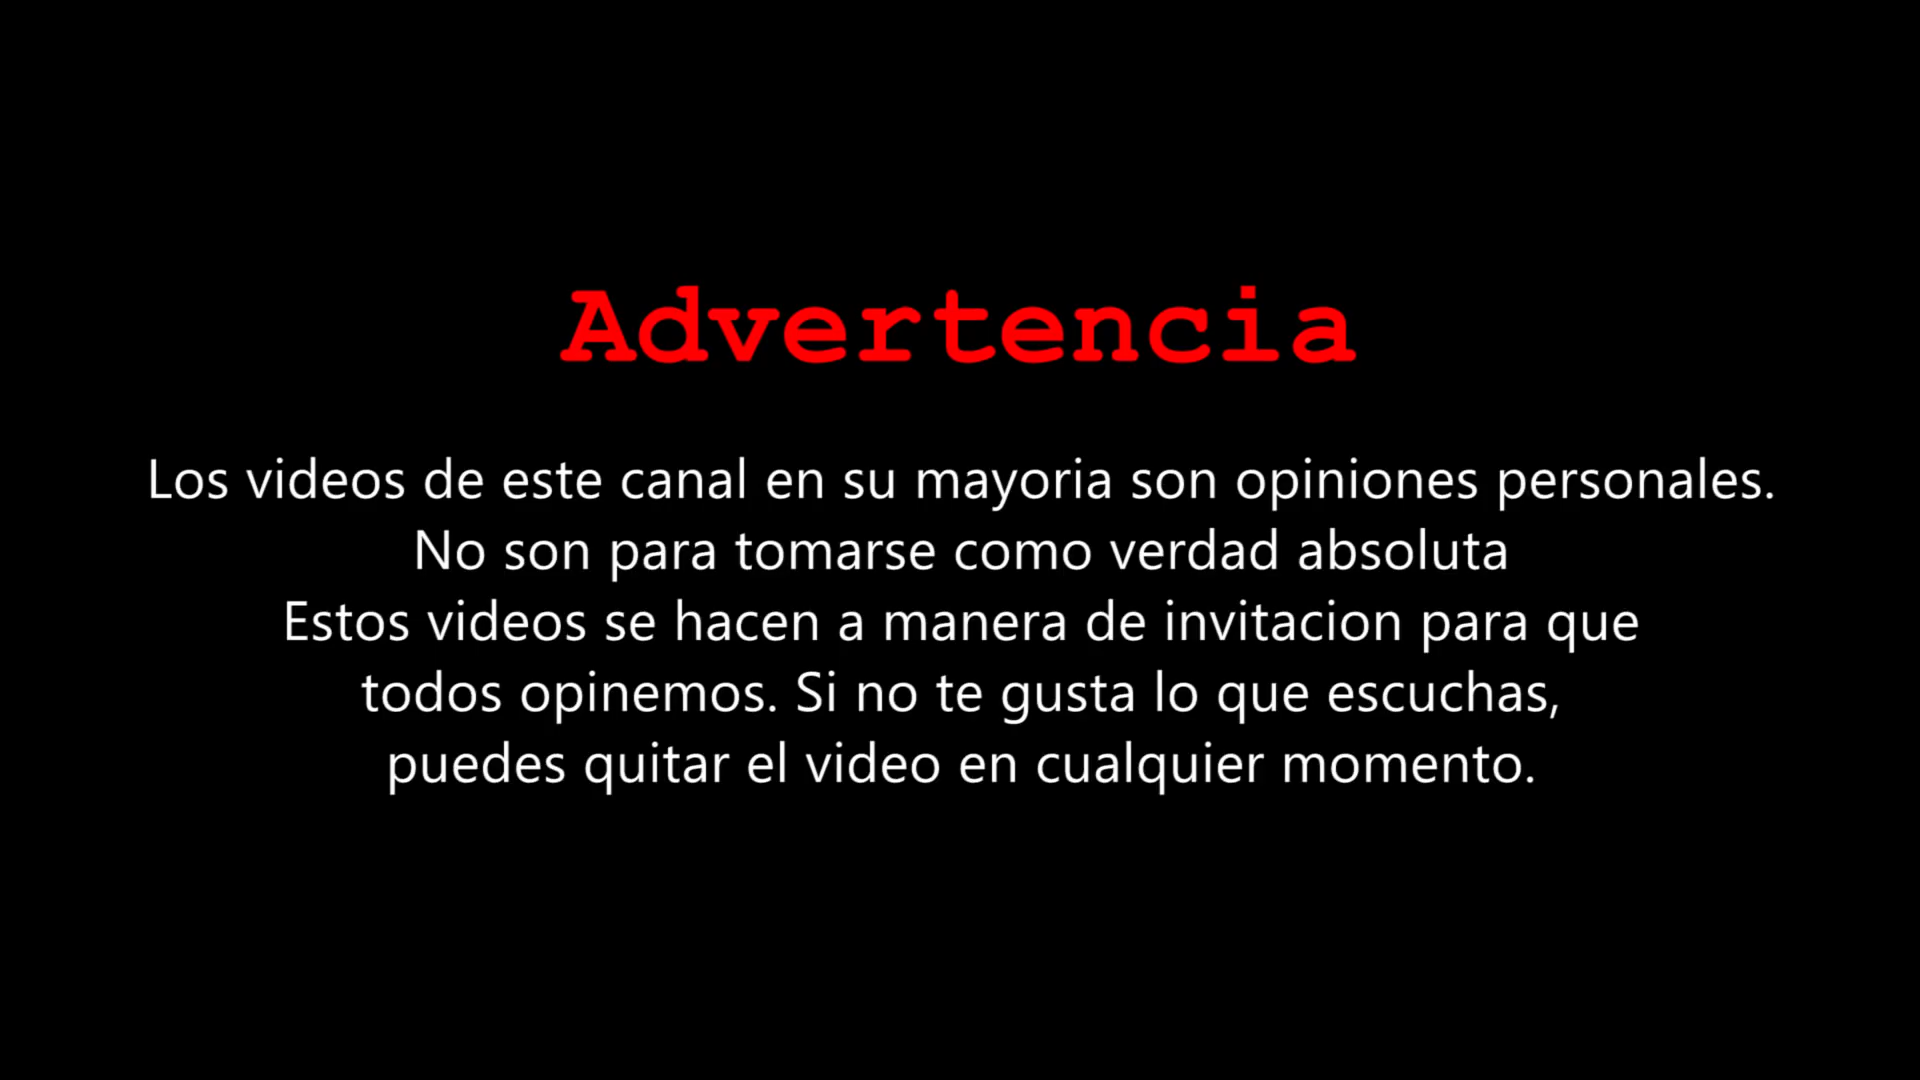 Advertencia
Los videos de este canal en su mayoria son opiniones personales.
No son para tomarse como verdad absoluta
Estos videos se hacen a manera de invitacion para que
todos opinemos. Si no te gusta lo que escuchas,
puedes quitar el video en cualquier momento.